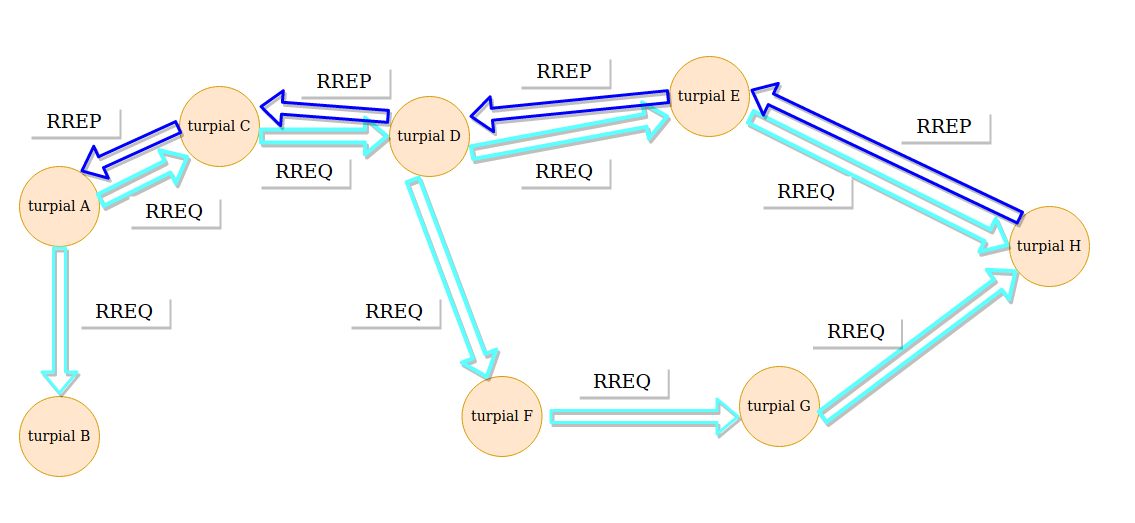 RREP
RREP
turpial E
RREP
turpial C
RREP
RREP
turpial D
RREQ
RREQ
RREQ
turpial A
RREQ
turpial H
RREQ
RREQ
RREQ
RREQ
turpial B
turpial F
turpial G